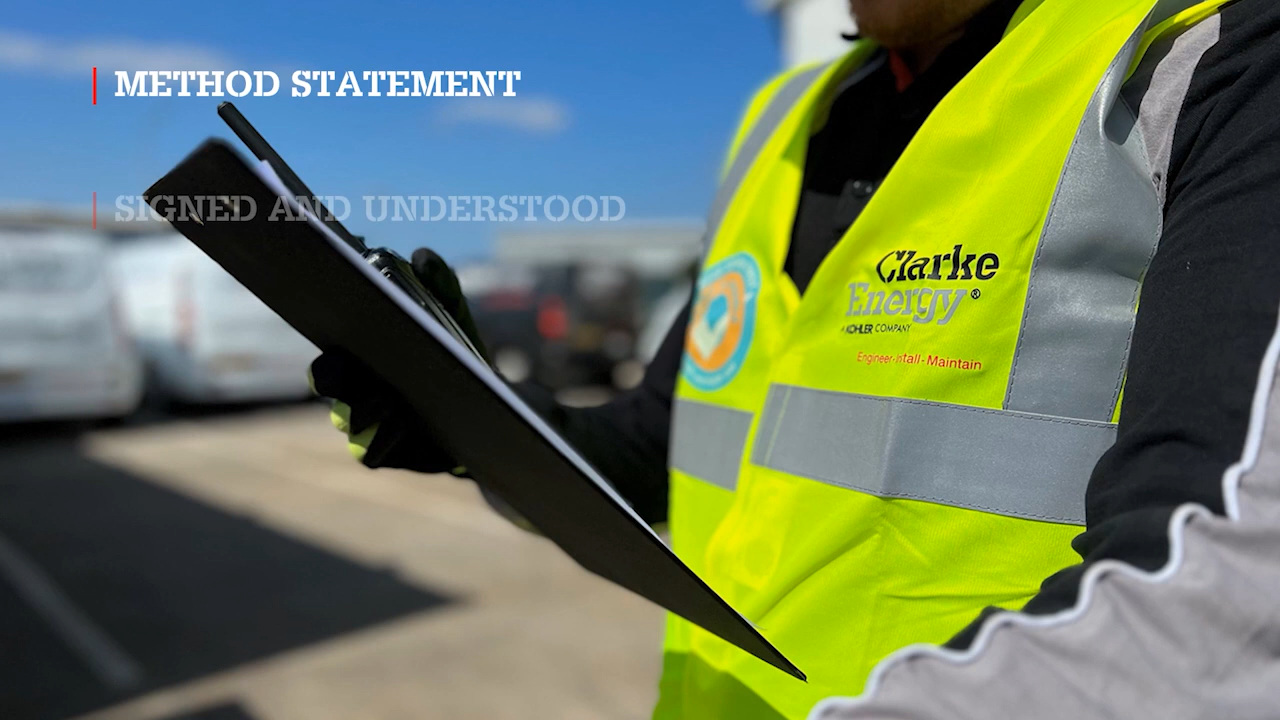 METHOD STATEMENT
SIGNED AND UNDERSTOOD
Clarke
Energy®
A KOHLER COMPANY
Engineer-Install-Maintain